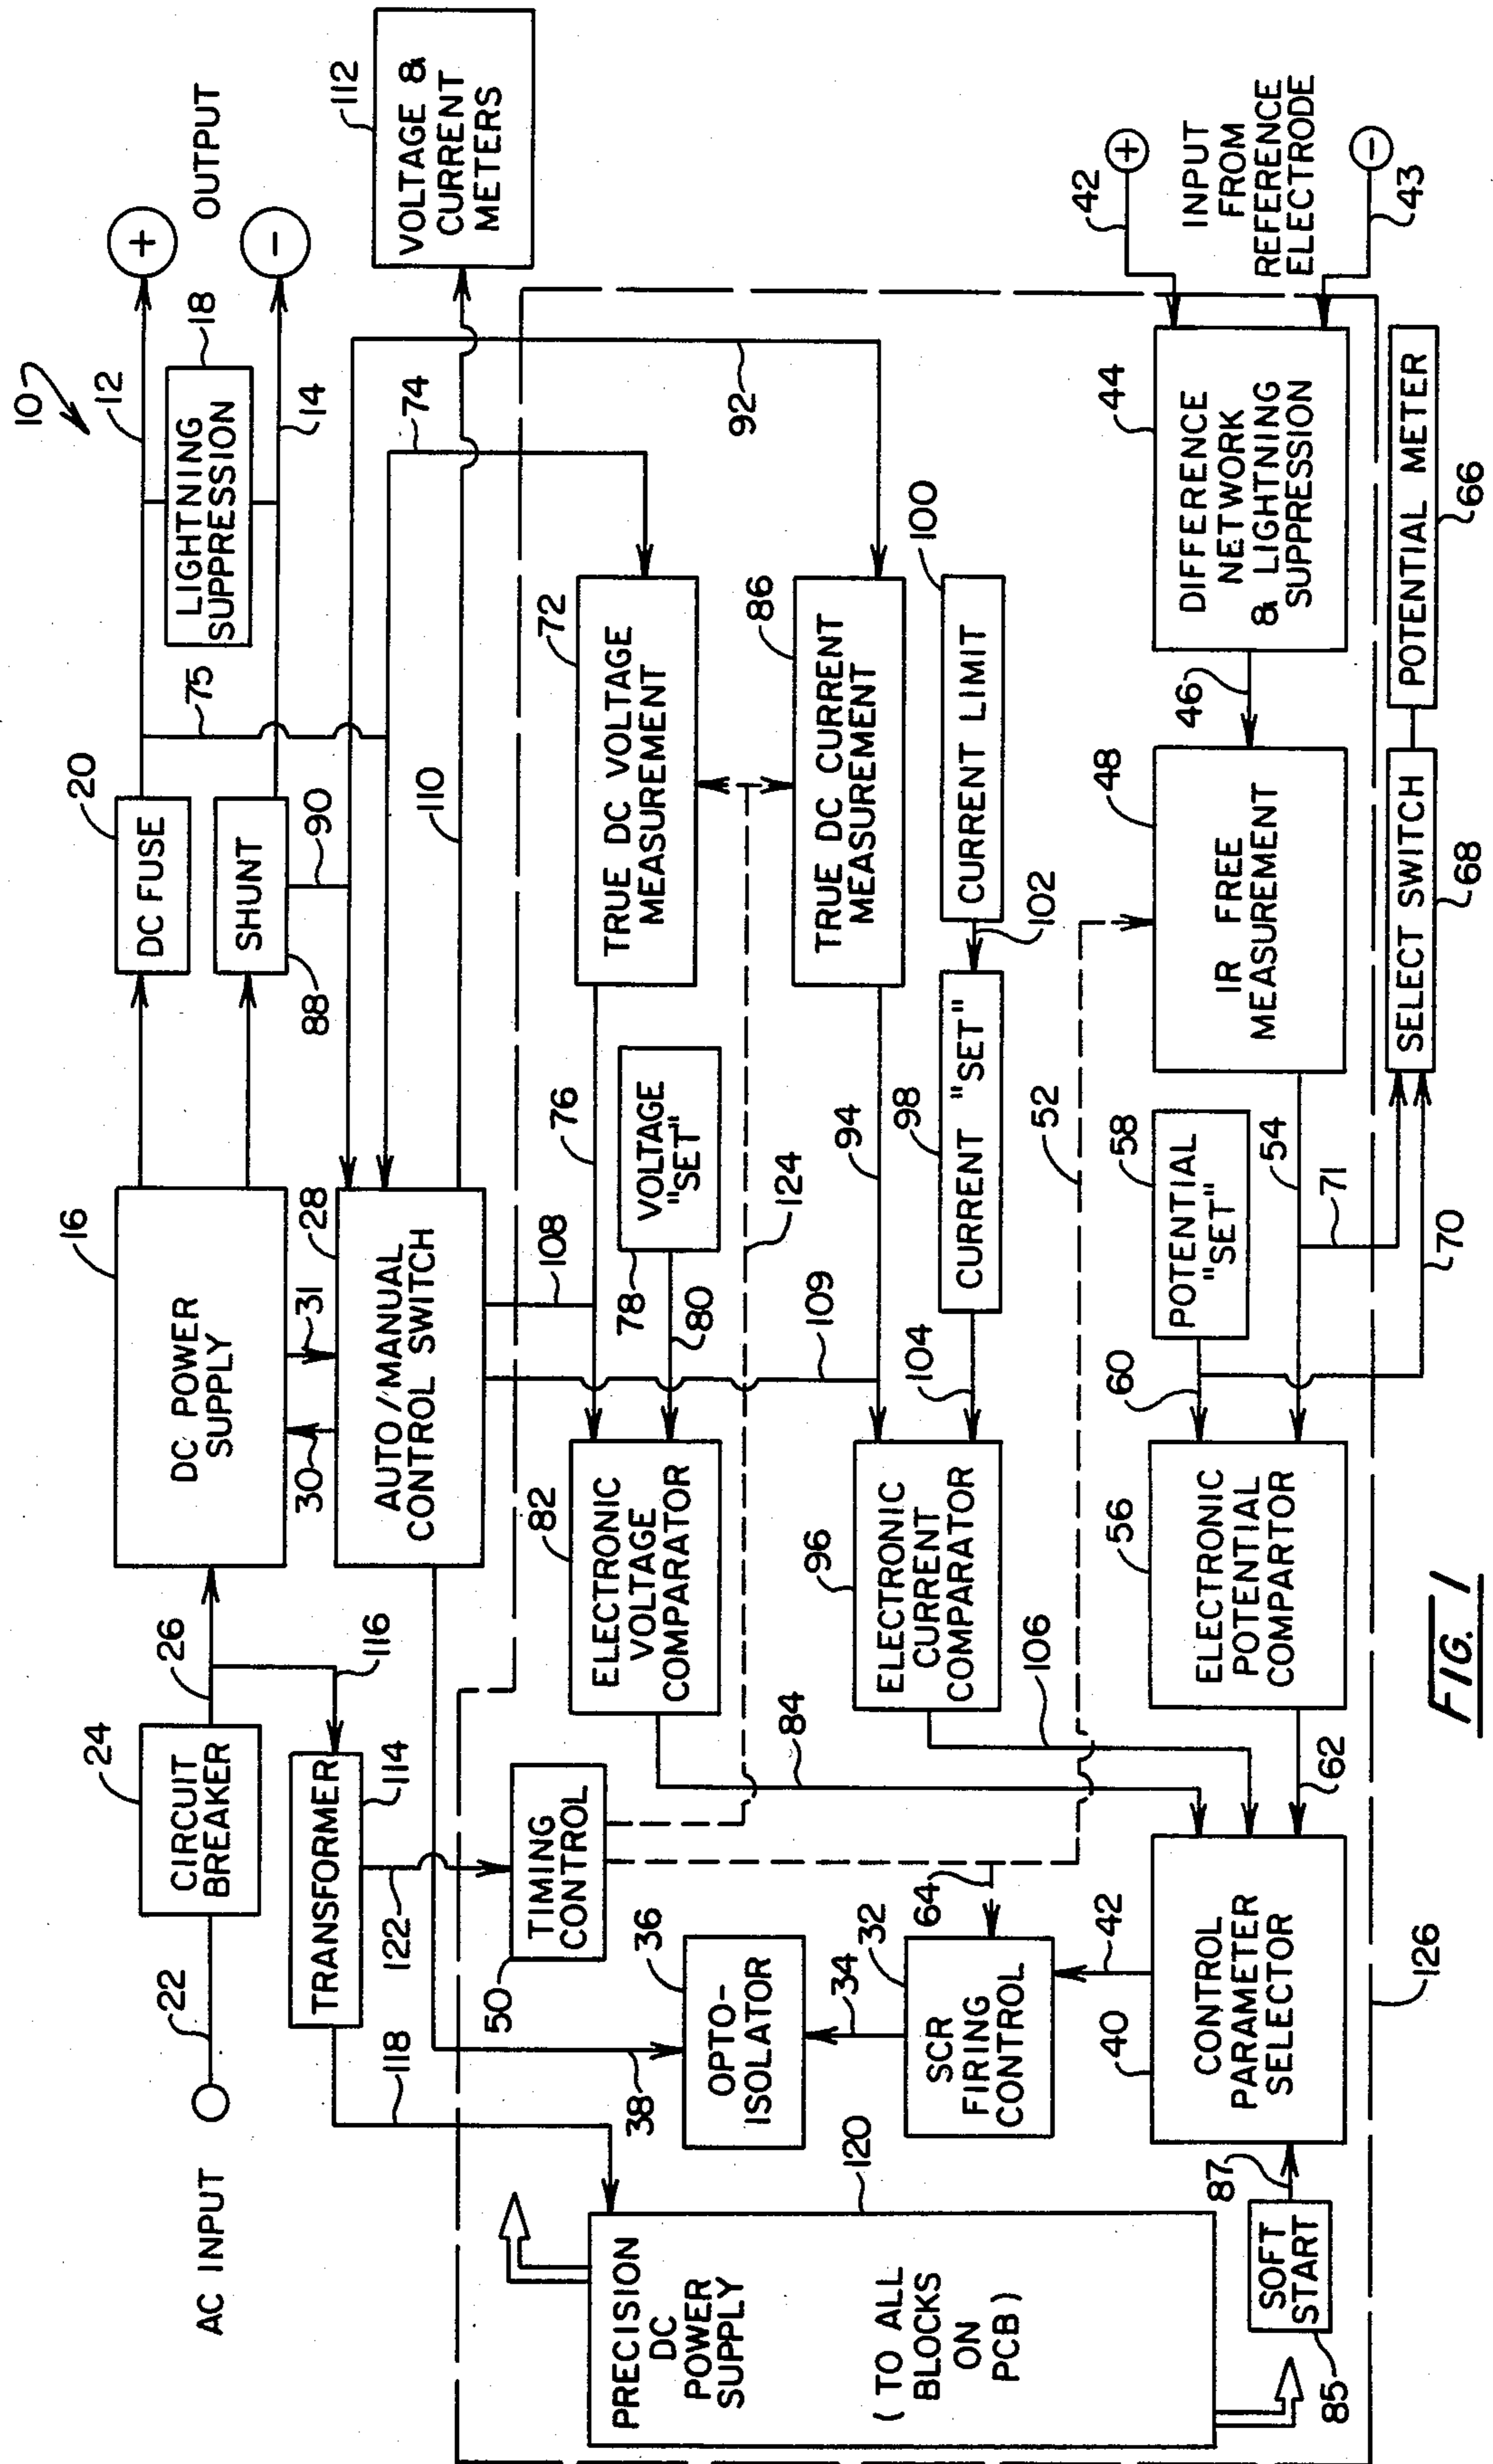 10
AC INPUT
22
24
CIRCUIT
BREAKER
26
16
DC POWER
SUPPLY
20
DC FUSE
75
12
LIGHTNING
SUPPRESSION
18
14
+
OUTPUT
-
SHUNT
88
90
116
TRANSFORMER
114
118
122
30
31
28
AUTO/MANUAL
CONTROL SWITCH
110
74
92
112
VOLTAGE &
CURRENT
METERS
PRECISION
DC
POWER
SUPPLY
( TO ALL
BLOCKS
ON
PCB )
120
50
TIMING
CONTROL
38
36
OPTO-
ISOLATOR
34
32
SCR
FIRING
CONTROL
64
82
ELECTRONIC
VOLTAGE
COMPARATOR
84
108
76
78
VOLTAGE
"SET"
80
72
TRUE DC VOLTAGE
MEASUREMENT
124
109
94
86
TRUE DC CURRENT
MEASUREMENT
96
ELECTRONIC
CURRENT
COMPARATOR
106
104
98
CURRENT "SET"
102
CURRENT LIMIT
100
52
42
40
CONTROL
PARAMETER
SELECTOR
87
SOFT
START
85
62
56
ELECTRONIC
POTENTIAL
COMPARTOR
60
58
POTENTIAL
"SET"
54
71
70
48
IR FREE
MEASUREMENT
46
44
DIFFERENCE
NETWORK
& LIGHTNING
SUPPRESSION
42
+
INPUT
FROM
REFERENCE
ELECTRODE
-
43
SELECT SWITCH
68
POTENTIAL METER
66
126
FIG. 1